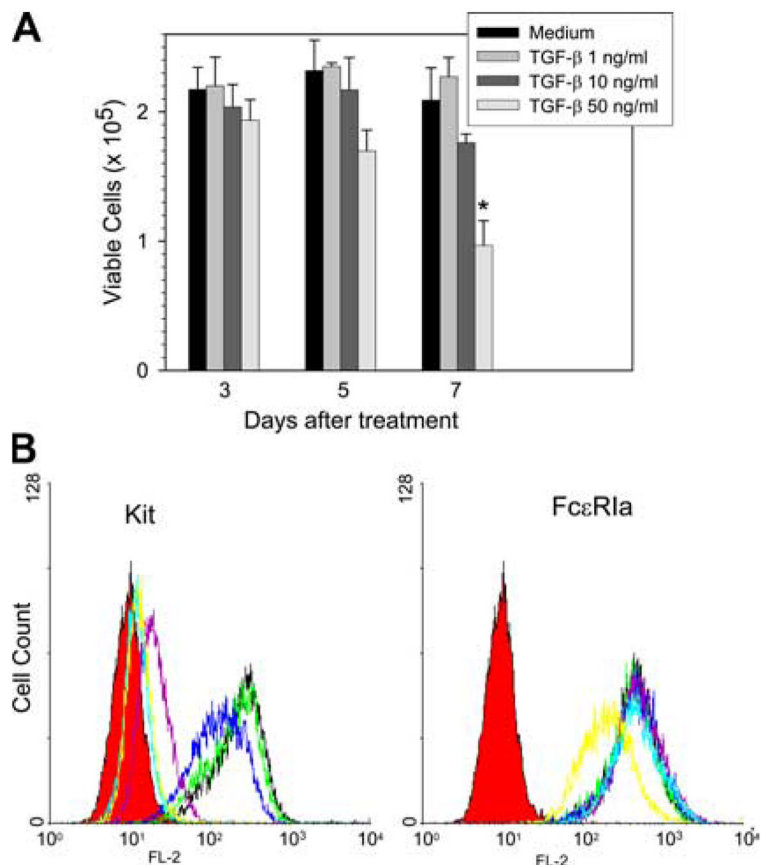 A
Medium
TGF-β 1 ng/ml
TGF-β 10 ng/ml
TGF-β 50 ng/ml
Viable Cells (x 10⁵)
2
1
0
*
3 5 7
Days after treatment
B
128
Kit
Cell Count
0
10⁰ 10¹ 10² 10³ 10⁴
FL-2
128
FcεRIa
0
10⁰ 10¹ 10² 10³ 10⁴
FL-2